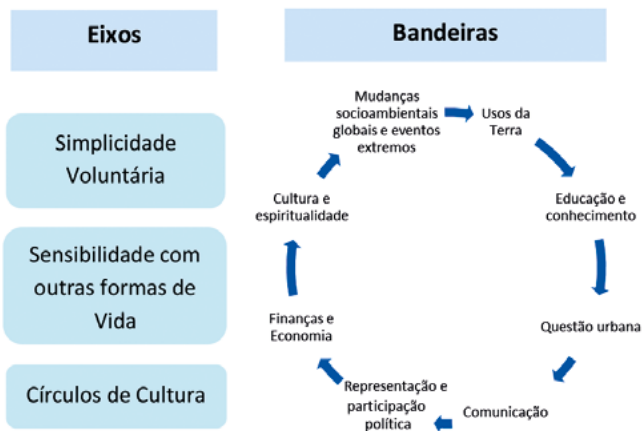 Eixos
Simplicidade
Voluntária
Sensibilidade com
outras formas de
Vida
Círculos de Cultura
Bandeiras
Mudanças
socioambientais
globais e eventos
extremos
Usos da
Terra
Educação e
conhecimento
Questão urbana
Comunicação
Representação e
participação
política
Finanças e
Economia
Cultura e
espiritualidade